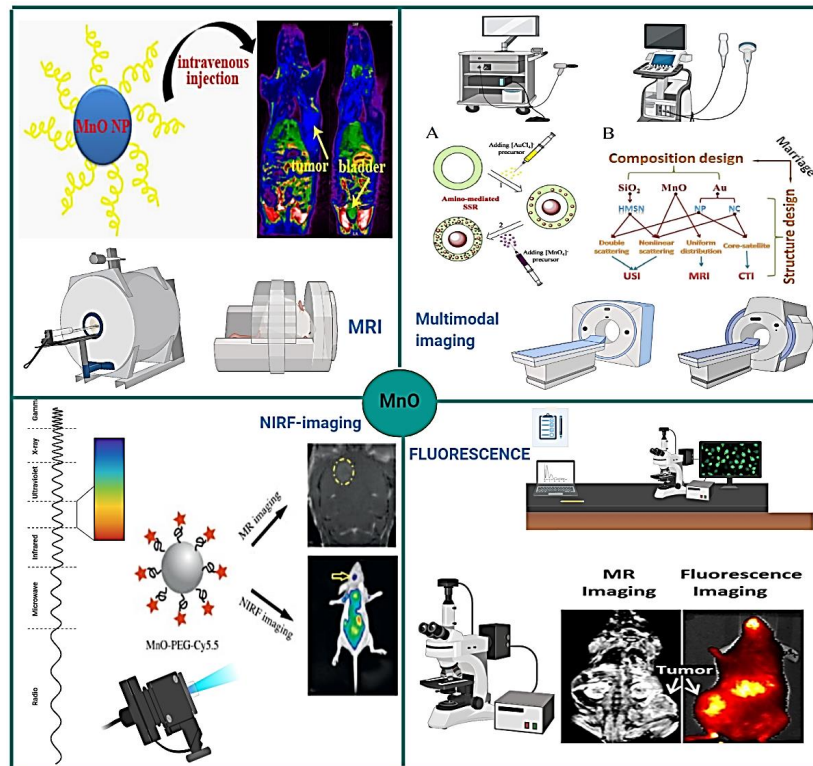 intravenous
injection
MnO NP
tumor
bladder
MRI
A
Adding [AuCl₄]⁻
precursor
1
Amino-mediated
SSR
2
Adding [MnO₄]⁻
precursor
B
Composition design
Marriage
SiO₂ MnO Au
HMSN NP NC
Double
scattering
Nonlinear
scattering
Uniform
distribution
Core-satellite
USI MRI CTI
Structure design
Multimodal
imaging
MnO
NIRF-imaging
Gamm
X-ray
Ultraviolet
Infrared
Microwave
Radio
MR imaging
NIRF imaging
MnO-PEG-Cy5.5
FLUORESCENCE
MR
Imaging
Fluorescence
Imaging
Tumor